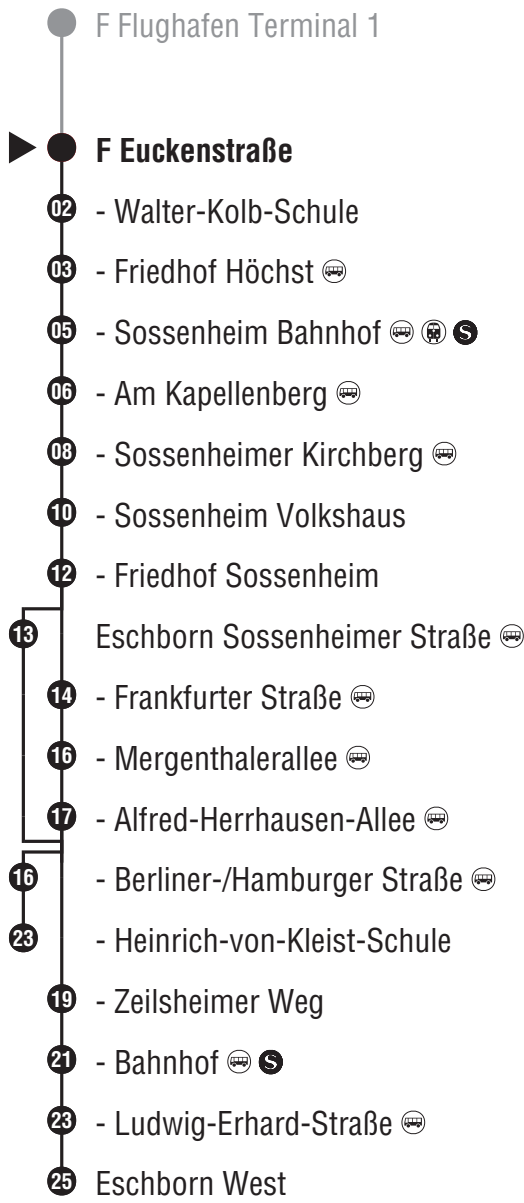 F Flughafen Terminal 1
F Euckenstraße
02 - Walter-Kolb-Schule
03 - Friedhof Höchst
05 - Sossenheim Bahnhof S
06 - Am Kapellenberg
08 - Sossenheimer Kirchberg
10 - Sossenheim Volkshaus
12 - Friedhof Sossenheim
13 Eschborn Sossenheimer Straße
14 - Frankfurter Straße
16 - Mergenthalerallee
17 - Alfred-Herrhausen-Allee
16 - Berliner-/Hamburger Straße
23 - Heinrich-von-Kleist-Schule
19 - Zeilsheimer Weg
21 - Bahnhof S
23 - Ludwig-Erhard-Straße
25 Eschborn West